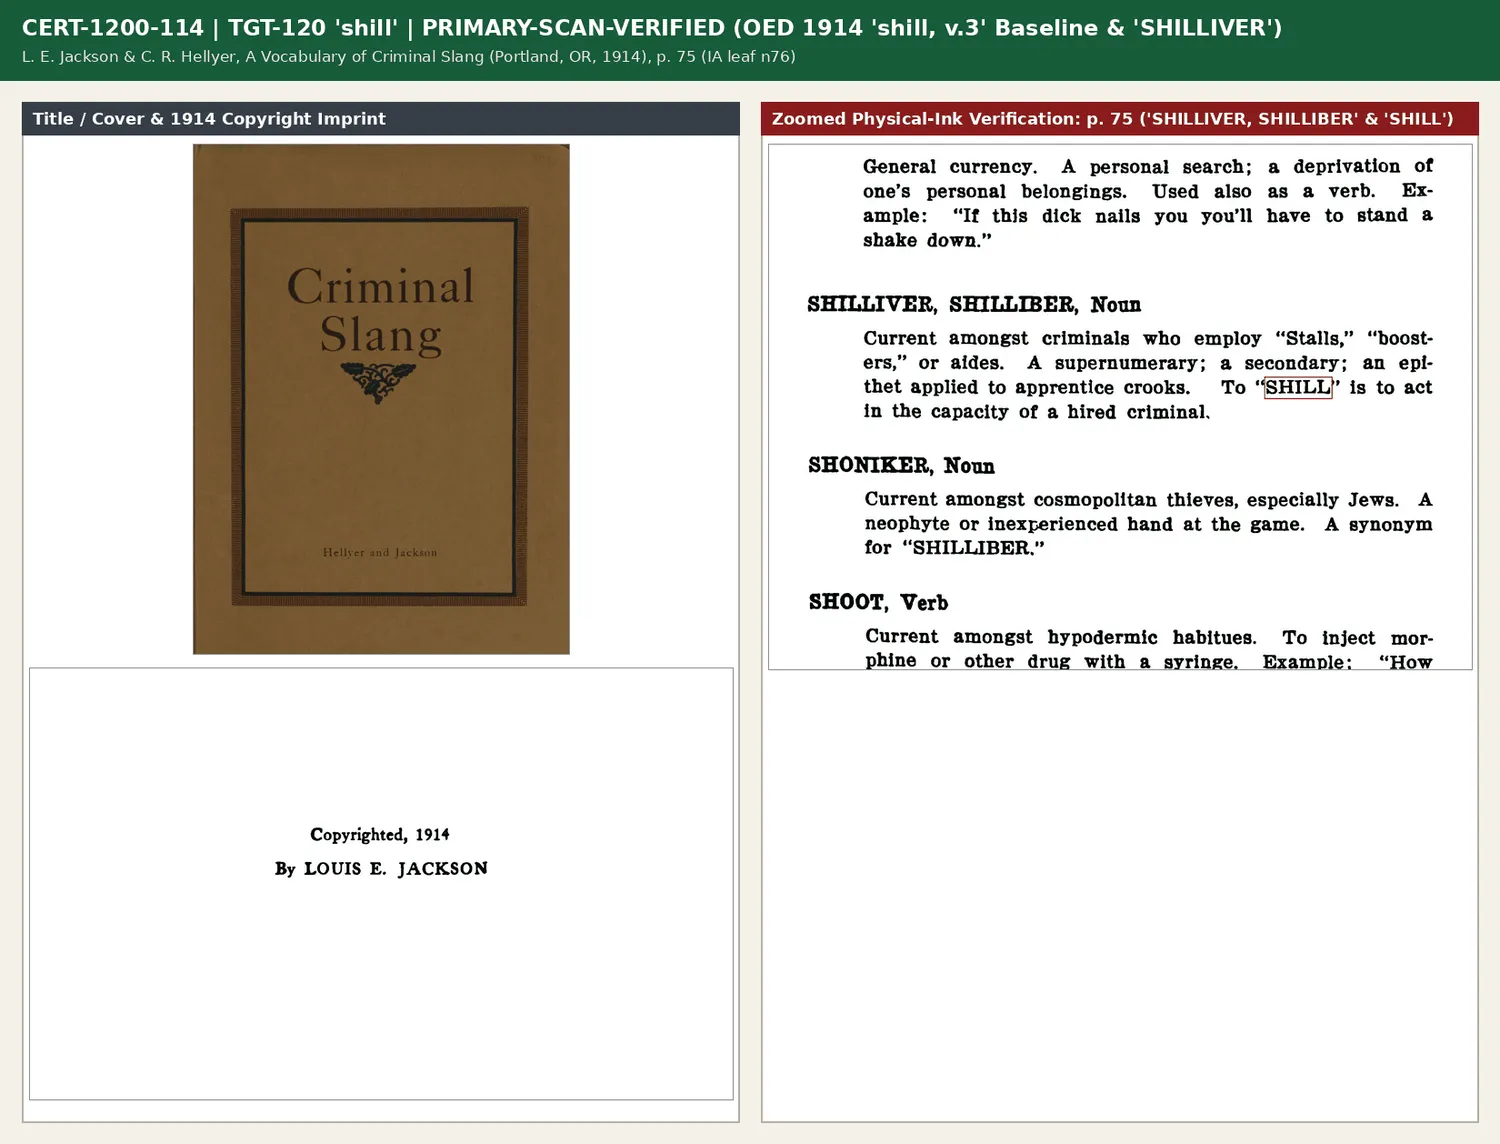 CERT-1200-114 | TGT-120 'shill' | PRIMARY-SCAN-VERIFIED (OED 1914 'shill, v.3' Baseline & 'SHILLIVER')
L. E. Jackson & C. R. Hellyer, A Vocabulary of Criminal Slang (Portland, OR, 1914), p. 75 (IA leaf n76)
Title / Cover & 1914 Copyright Imprint
Criminal
Slang
Hellyer and Jackson
Copyrighted, 1914
By LOUIS E. JACKSON
Zoomed Physical-Ink Verification: p. 75 ('SHILLIVER, SHILLIBER' & 'SHILL')
General currency. A personal search; a deprivation of
one's personal belongings. Used also as a verb. Ex-
ample: “If this dick nails you you'll have to stand a
shake down.”
SHILLIVER, SHILLIBER, Noun
Current amongst criminals who employ “Stalls,” “boost-
ers,” or aides. A supernumerary; a secondary; an epi-
thet applied to apprentice crooks. To “SHILL” is to act
in the capacity of a hired criminal.
SHONIKER, Noun
Current amongst cosmopolitan thieves, especially Jews. A
neophyte or inexperienced hand at the game. A synonym
for “SHILLIBER.”
SHOOT, Verb
Current amongst hypodermic habitues. To inject mor-
phine or other drug with a syringe. Example: “How